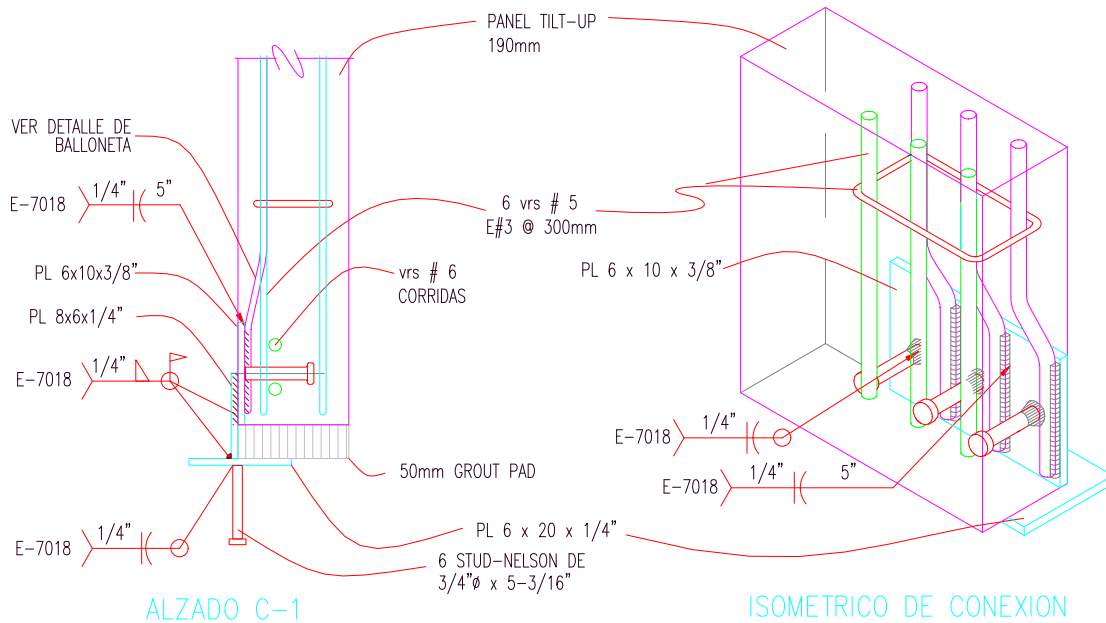 PANEL TILT-UP
190mm
VER DETALLE DE
BALLONETA
1/4" 5"
E-7018
6 vrs # 5
E#3 @ 300mm
PL 6x10x3/8"
vrs # 6
CORRIDAS
PL 6 x 10 x 3/8"
PL 8x6x1/4"
1/4"
E-7018
1/4"
E-7018
50mm GROUT PAD
1/4" 5"
E-7018
1/4"
E-7018
PL 6 x 20 x 1/4"
6 STUD-NELSON DE
3/4"ø x 5-3/16"
ALZADO C-1
ISOMETRICO DE CONEXION